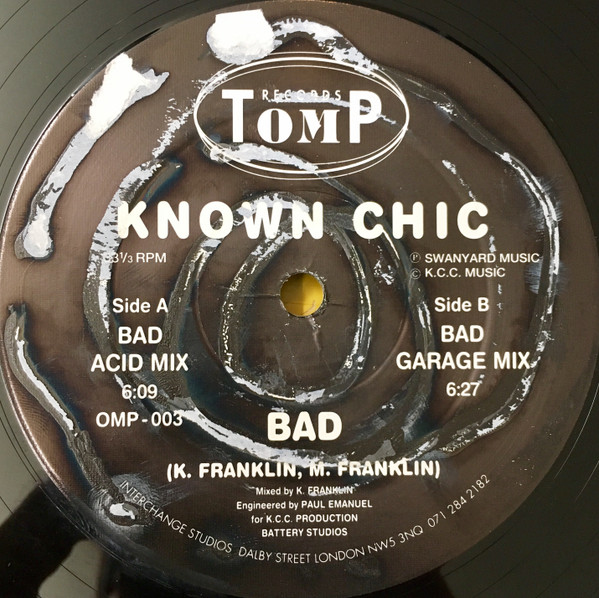 RECORDS
TOMP
KNOWN CHIC
33⅓ RPM
Ⓟ SWANYARD MUSIC
© K.C.C. MUSIC
Side A
BAD
ACID MIX
6:09
OMP-003
Side B
BAD
GARAGE MIX
6:27
BAD
(K. FRANKLIN, M. FRANKLIN)
Mixed by K. FRANKLIN
Engineered by PAUL EMANUEL
for K.C.C. PRODUCTION
BATTERY STUDIOS
INTERCHANGE STUDIOS DALBY STREET LONDON NW5 3NQ 071 284 2182